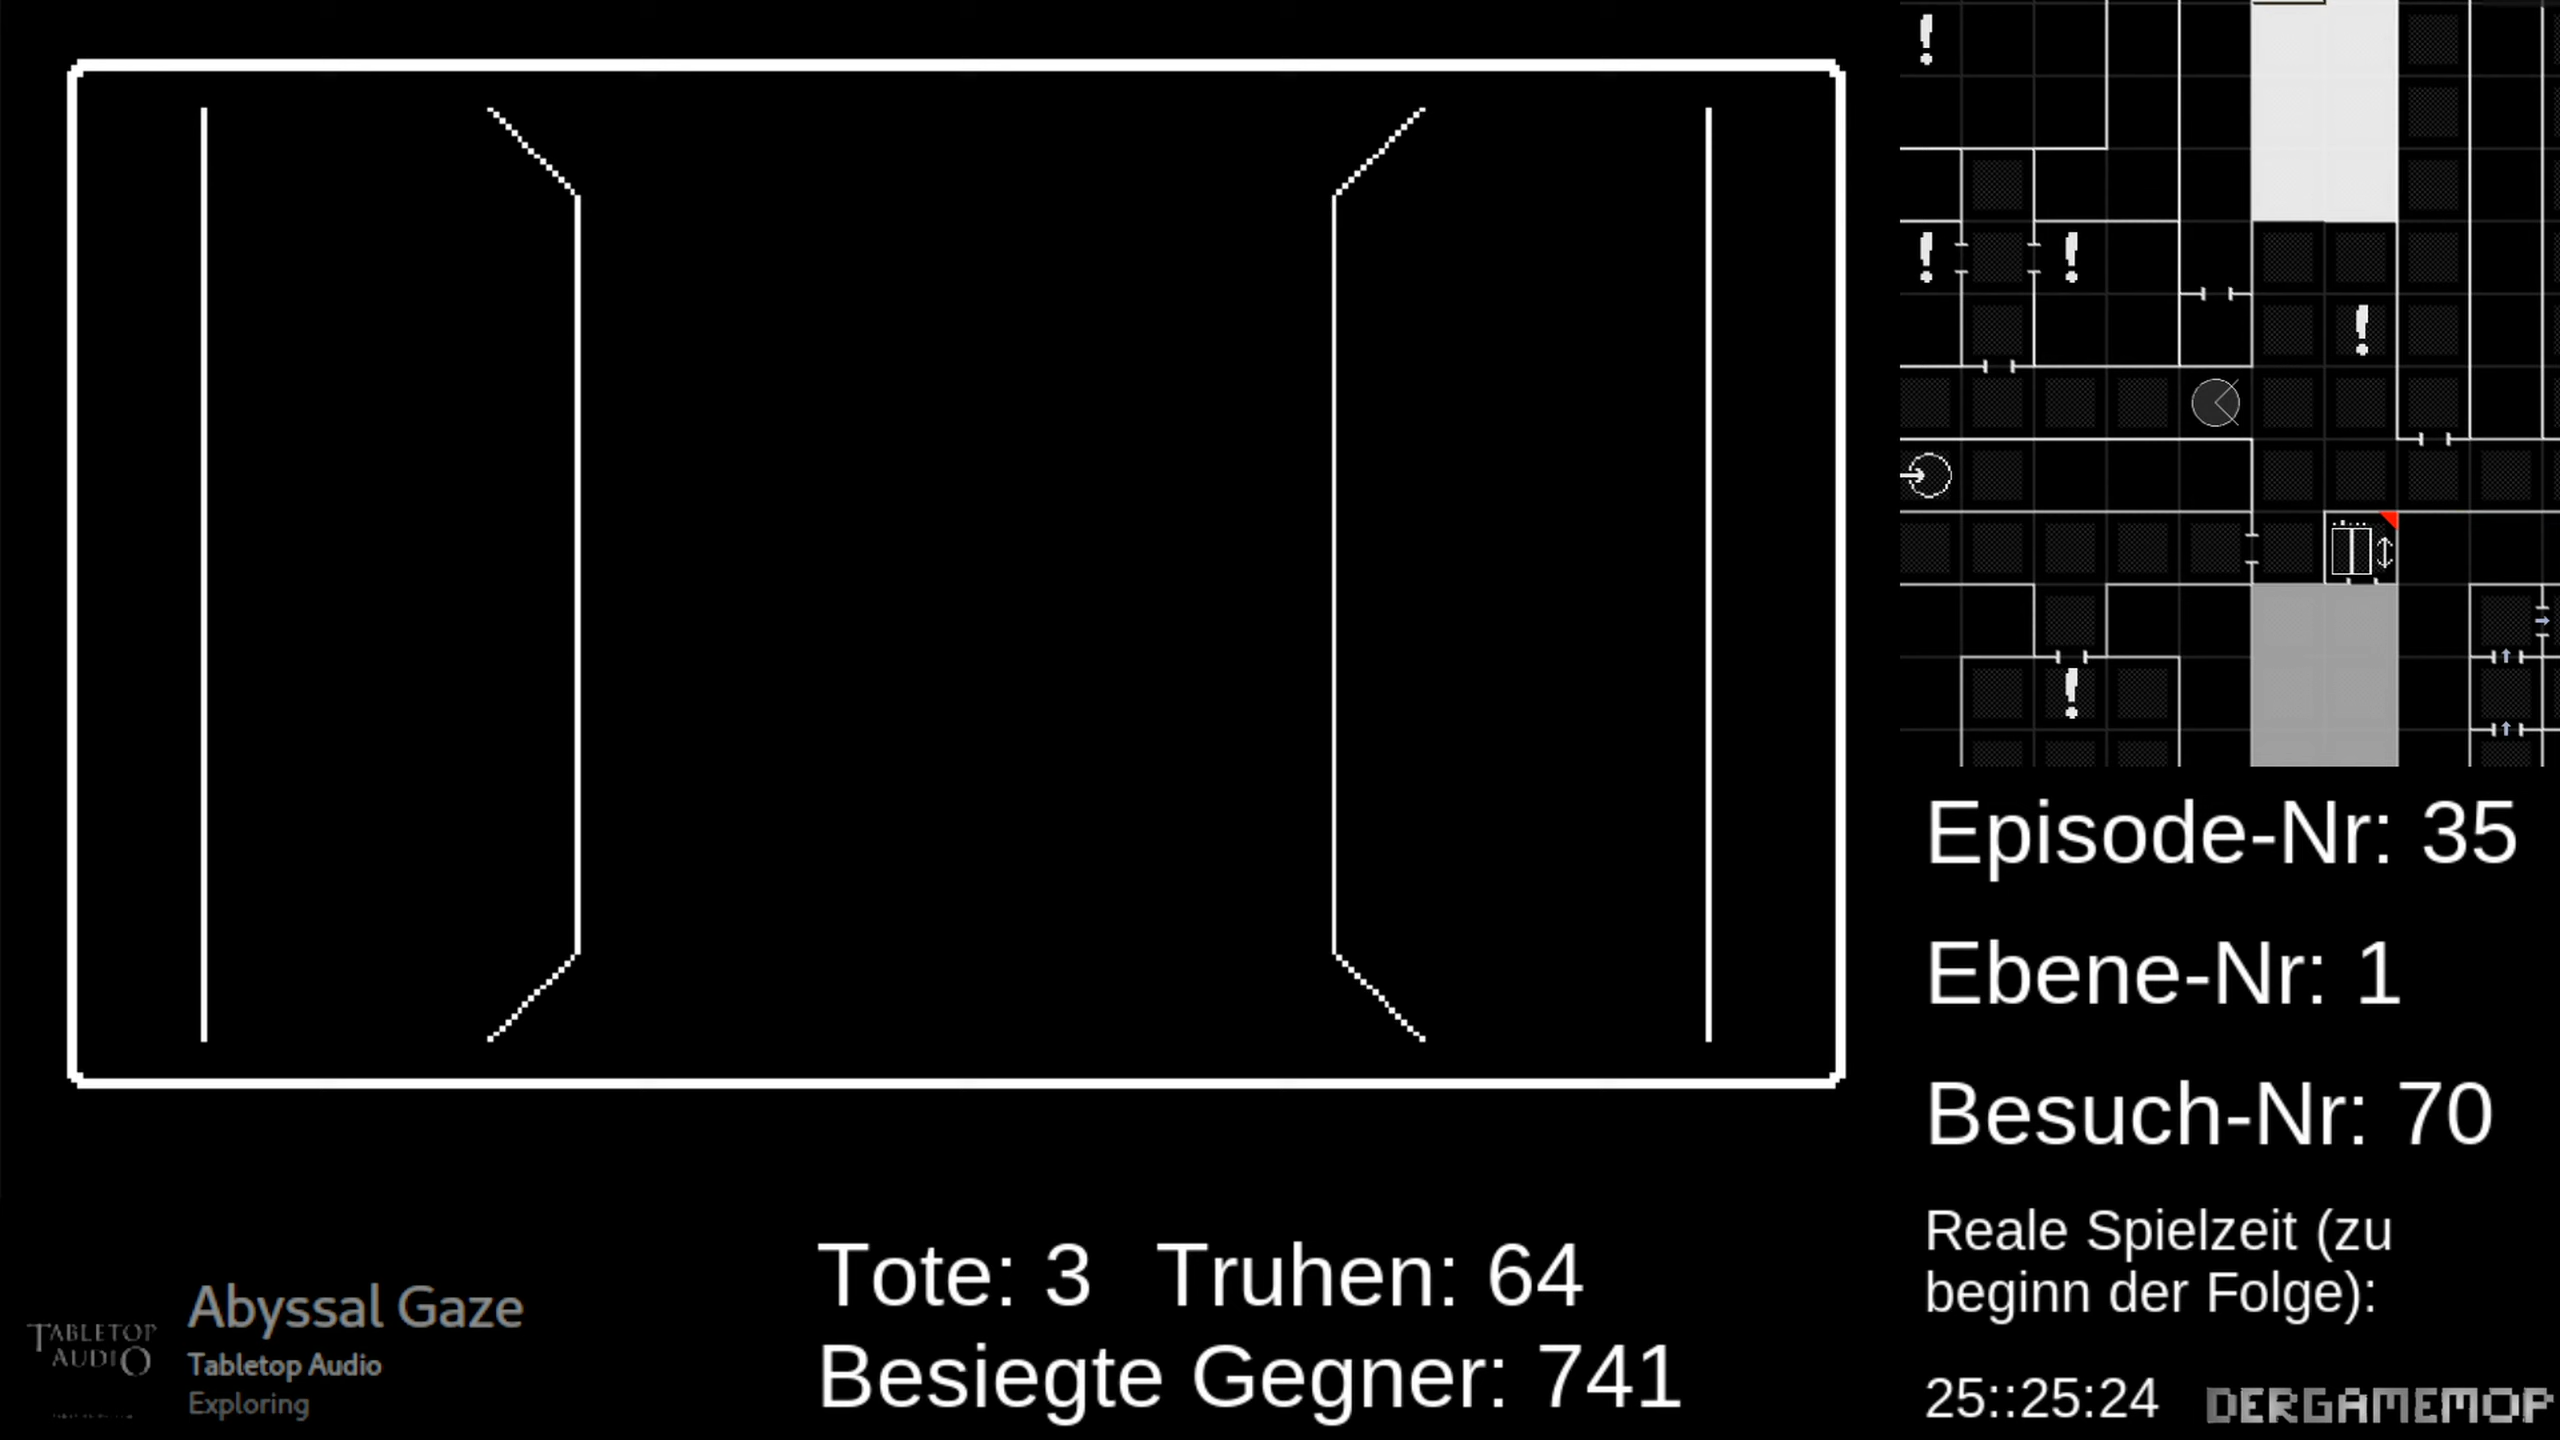 Episode-Nr: 35
Ebene-Nr: 1
Besuch-Nr: 70
Reale Spielzeit (zu
beginn der Folge):
25::25:24
DERGAMEMOP
Tote: 3 Truhen: 64
Besiegte Gegner: 741
TABLETOP
AUDIO
Abyssal Gaze
Tabletop Audio
Exploring